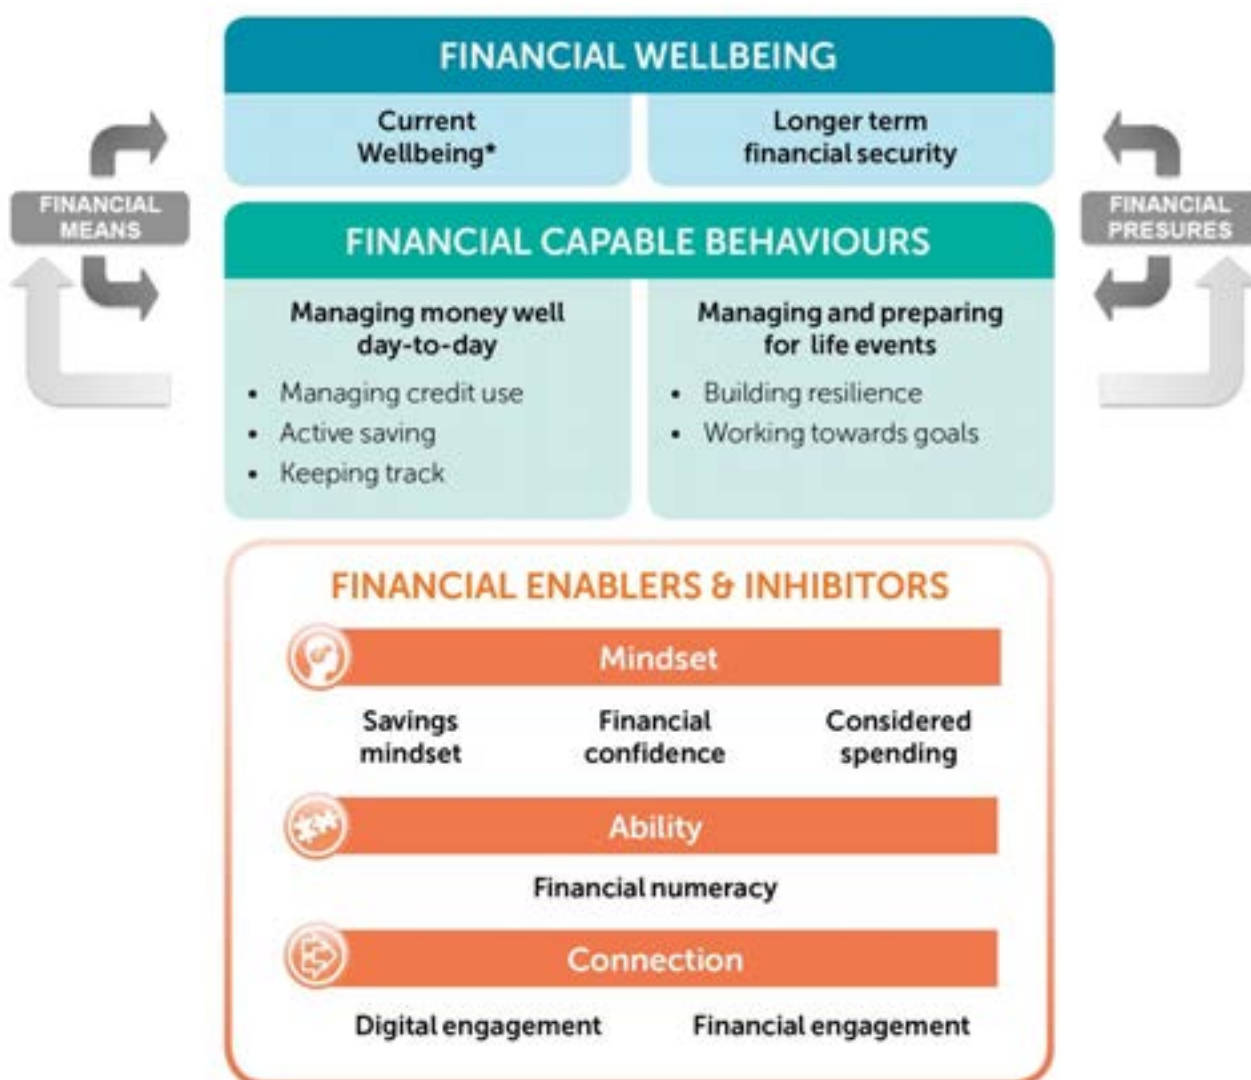 FINANCIAL WELLBEING
Current
Wellbeing*
Longer term
financial security
FINANCIAL
MEANS
FINANCIAL
PRESURES
FINANCIAL CAPABLE BEHAVIOURS
Managing money well
day-to-day
• Managing credit use
• Active saving
• Keeping track
Managing and preparing
for life events
• Building resilience
• Working towards goals
FINANCIAL ENABLERS & INHIBITORS
Mindset
Savings
mindset
Financial
confidence
Considered
spending
Ability
Financial numeracy
Connection
Digital engagement
Financial engagement